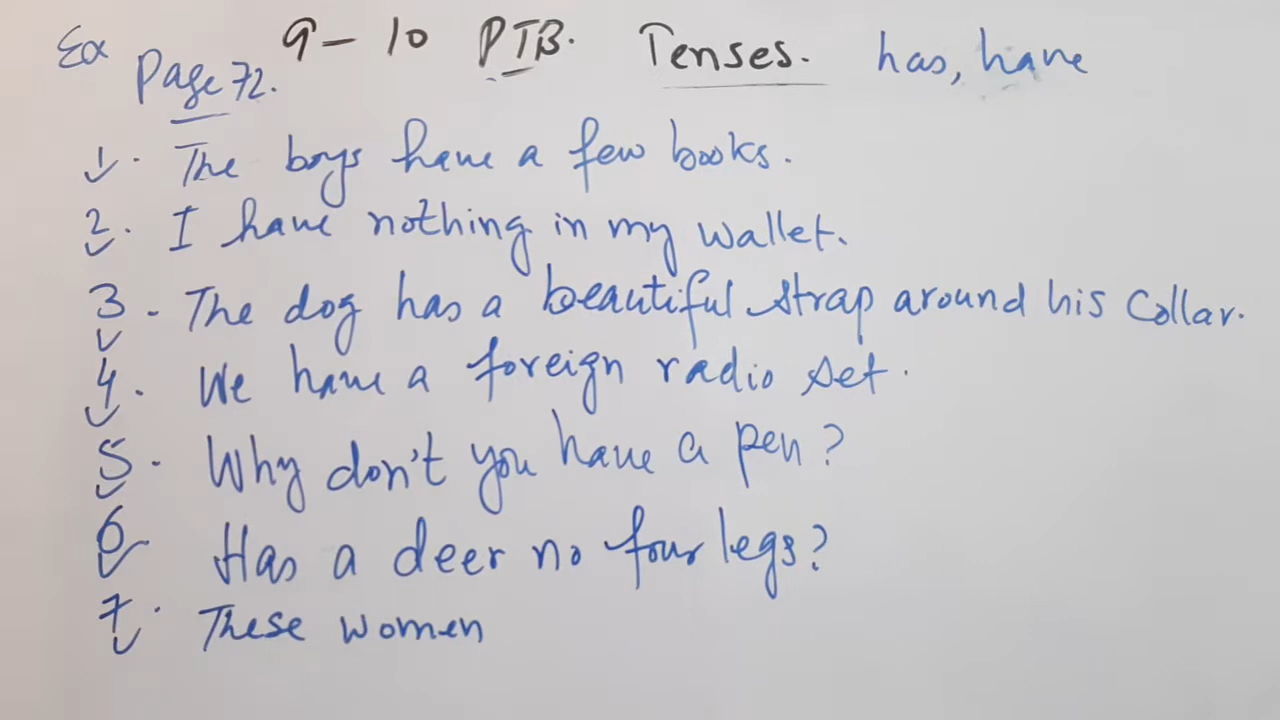 Ex 9-10 PTB. Tenses. has, have
Page 72.
1. The boys have a few books.
2. I have nothing in my wallet.
3. The dog has a beautiful strap around his Collar.
4. We have a foreign radio set.
5. Why don't you have a pen?
6 Has a deer no four legs?
7. These women